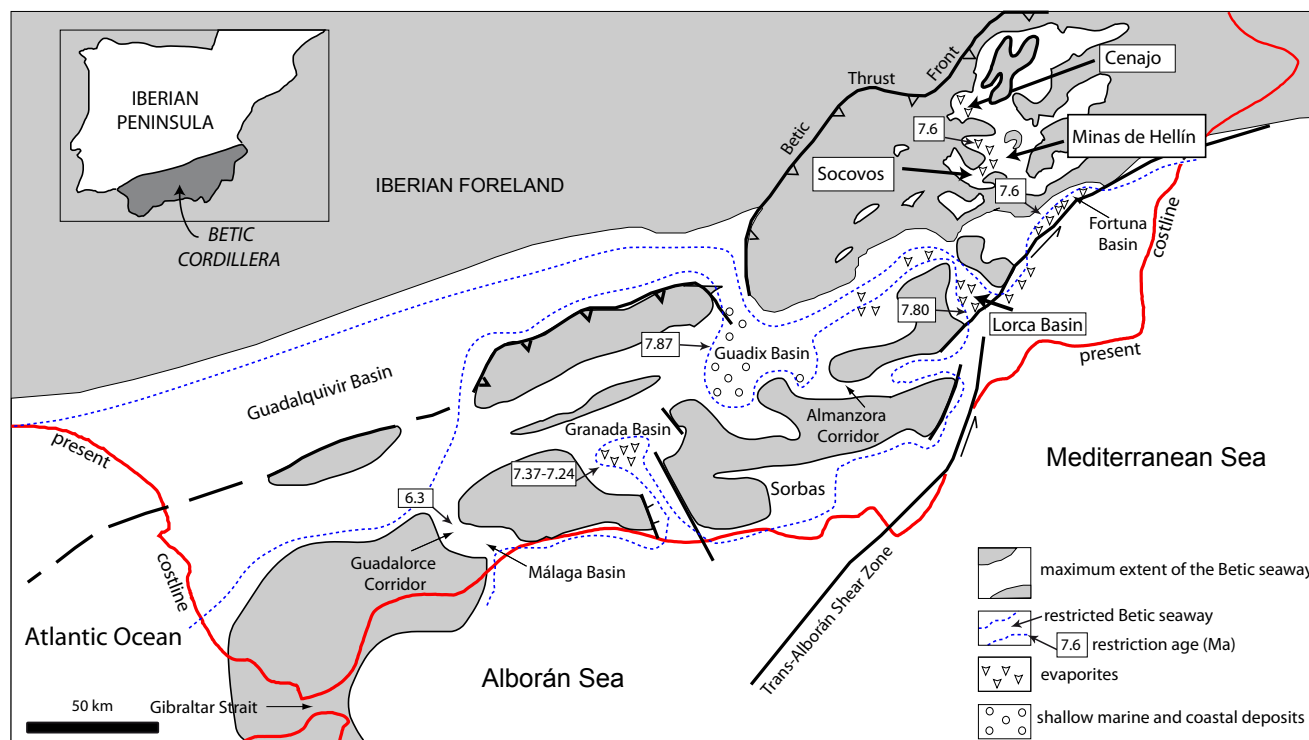 IBERIAN
PENINSULA
BETIC
CORDILLERA
IBERIAN FORELAND
Betic
Thrust
Front
Cenajo
7.6
Minas de Hellín
Socovos
7.6
Fortuna
Basin
costline
present
7.80
Lorca Basin
7.87
Guadix Basin
Guadalquivir Basin
Almanzora
Corridor
Granada Basin
7.37-7.24
Sorbas
Mediterranean Sea
present
costline
6.3
Guadalorce
Corridor
Málaga Basin
Trans-Alborán Shear Zone
Atlantic Ocean
Alborán Sea
Gibraltar Strait
50 km
maximum extent of the Betic seaway
restricted Betic seaway
7.6 restriction age (Ma)
evaporites
shallow marine and coastal deposits